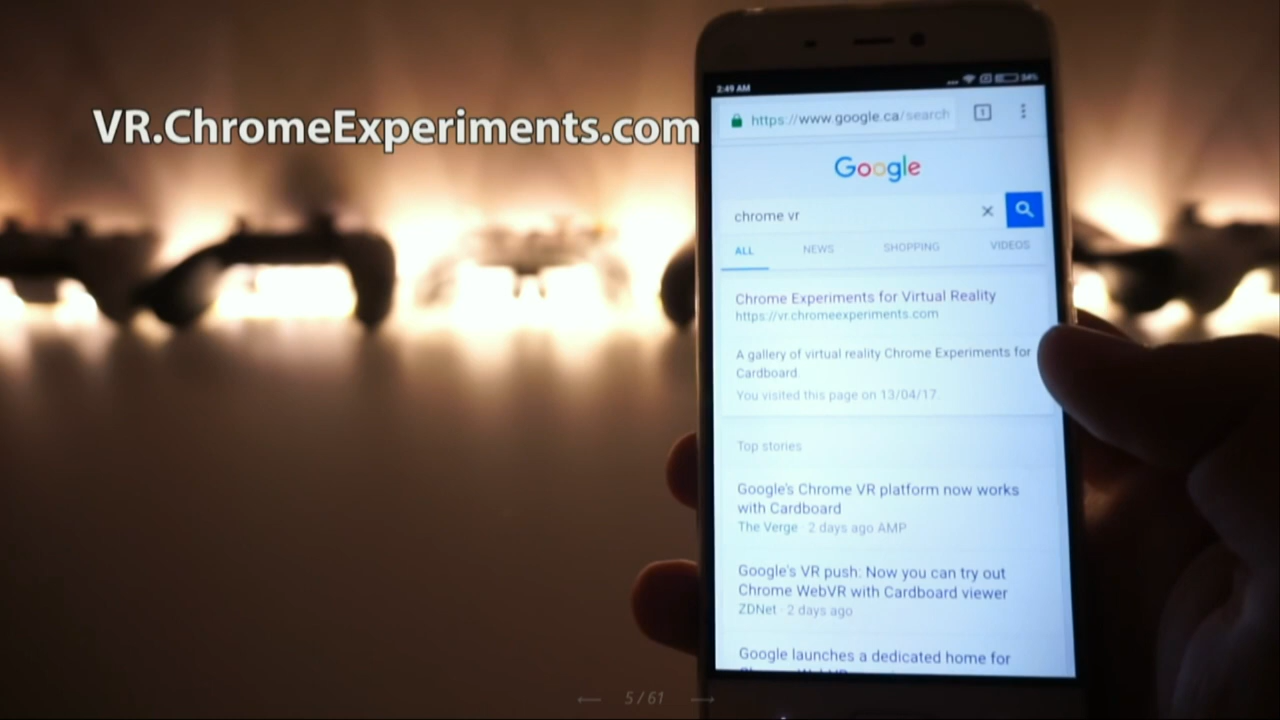 VR.ChromeExperiments.com
2:49 AM
34%
https://www.google.ca/search
1
Google
chrome vr
ALL NEWS SHOPPING VIDEOS
Chrome Experiments for Virtual Reality
https://vr.chromeexperiments.com
A gallery of virtual reality Chrome Experiments for
Cardboard.
You visited this page on 13/04/17.
Top stories
Google's Chrome VR platform now works
with Cardboard
The Verge · 2 days ago AMP
Google's VR push: Now you can try out
Chrome WebVR with Cardboard viewer
ZDNet · 2 days ago
Google launches a dedicated home for
5 / 61